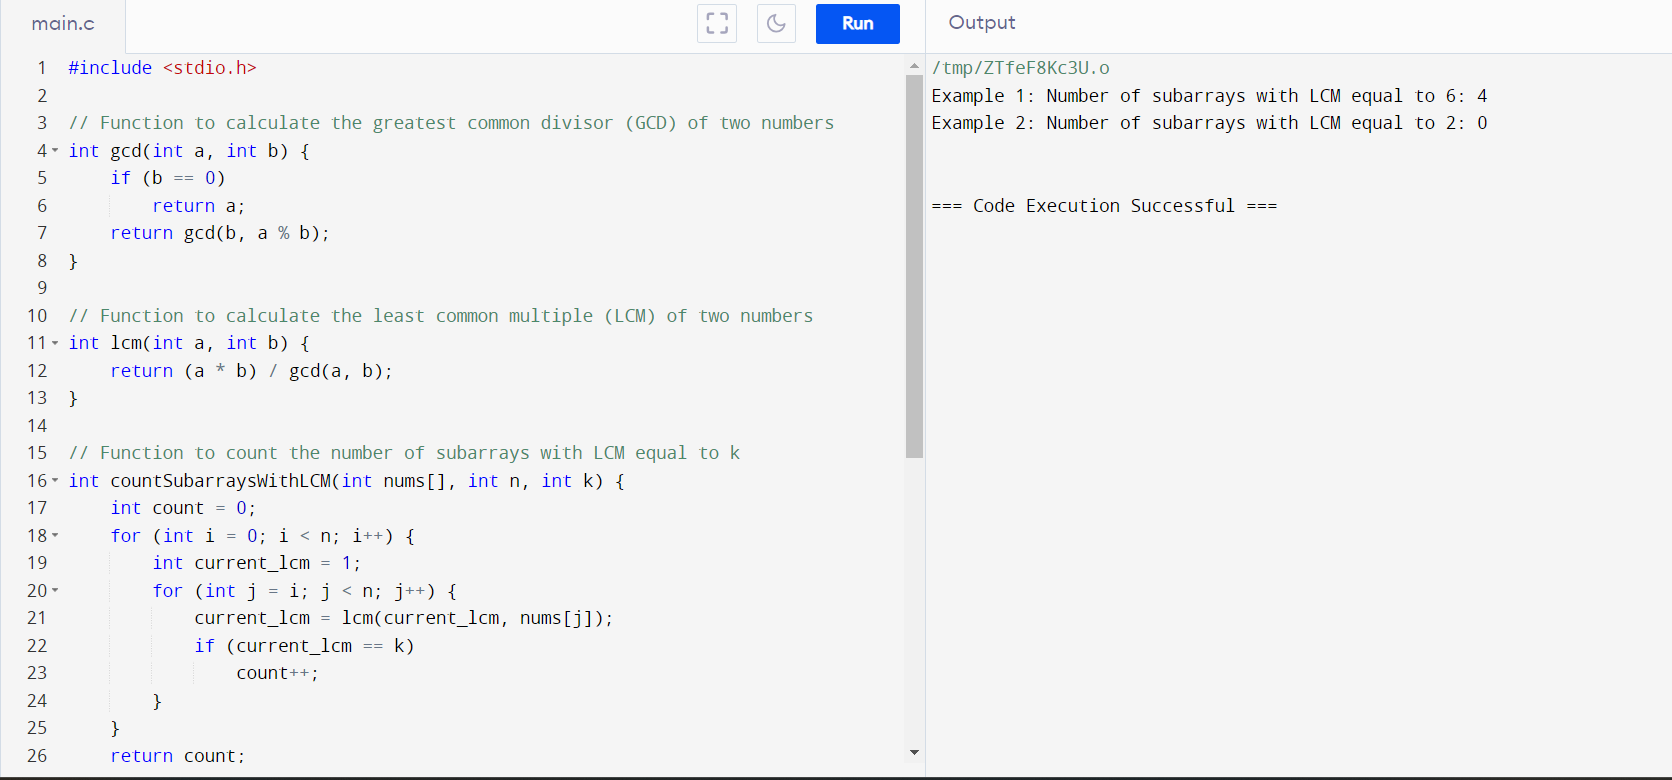 main.c
Run
Output
1 #include <stdio.h>
2
3 // Function to calculate the greatest common divisor (GCD) of two numbers
4 int gcd(int a, int b) {
5     if (b == 0)
6         return a;
7     return gcd(b, a % b);
8 }
9
10 // Function to calculate the least common multiple (LCM) of two numbers
11 int lcm(int a, int b) {
12     return (a * b) / gcd(a, b);
13 }
14
15 // Function to count the number of subarrays with LCM equal to k
16 int countSubarraysWithLCM(int nums[], int n, int k) {
17     int count = 0;
18     for (int i = 0; i < n; i++) {
19         int current_lcm = 1;
20         for (int j = i; j < n; j++) {
21             current_lcm = lcm(current_lcm, nums[j]);
22             if (current_lcm == k)
23                 count++;
24         }
25     }
26     return count;
/tmp/ZTfeF8Kc3U.o
Example 1: Number of subarrays with LCM equal to 6: 4
Example 2: Number of subarrays with LCM equal to 2: 0
=== Code Execution Successful ===